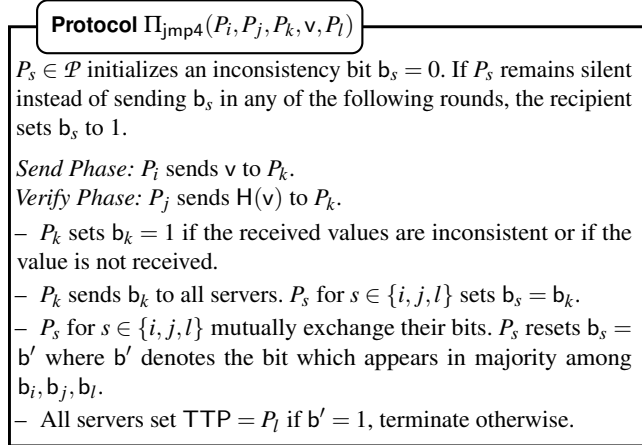 Protocol Π_jmp4(P_i, P_j, P_k, v, P_l)
P_s ∈ 𝒫 initializes an inconsistency bit b_s = 0. If P_s remains silent
instead of sending b_s in any of the following rounds, the recipient
sets b_s to 1.
Send Phase: P_i sends v to P_k.
Verify Phase: P_j sends H(v) to P_k.
– P_k sets b_k = 1 if the received values are inconsistent or if the
value is not received.
– P_k sends b_k to all servers. P_s for s ∈ {i, j, l} sets b_s = b_k.
– P_s for s ∈ {i, j, l} mutually exchange their bits. P_s resets b_s =
b′ where b′ denotes the bit which appears in majority among
b_i, b_j, b_l.
– All servers set TTP = P_l if b′ = 1, terminate otherwise.